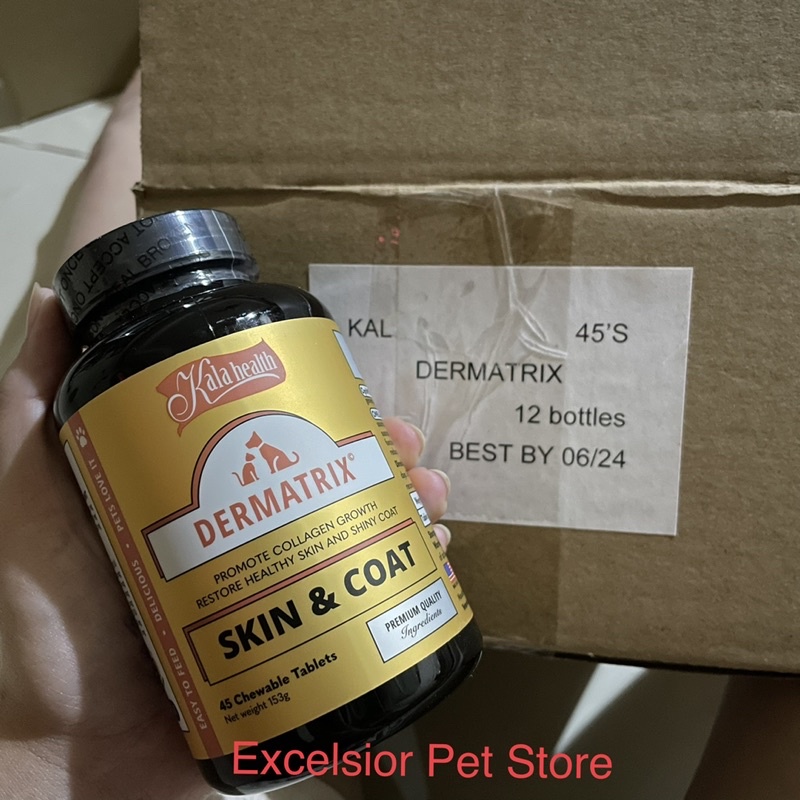 KAL 45'S
DERMATRIX
12 bottles
BEST BY 06/24
Kala health
DERMATRIX©
PROMOTE COLLAGEN GROWTH
RESTORE HEALTHY SKIN AND SHINY COAT
SKIN & COAT
PREMIUM QUALITY
Ingredients
45 Chewable Tablets
Net weight 153g
EASY TO FEED • DELICIOUS • PETS LOVE IT
Excelsior Pet Store